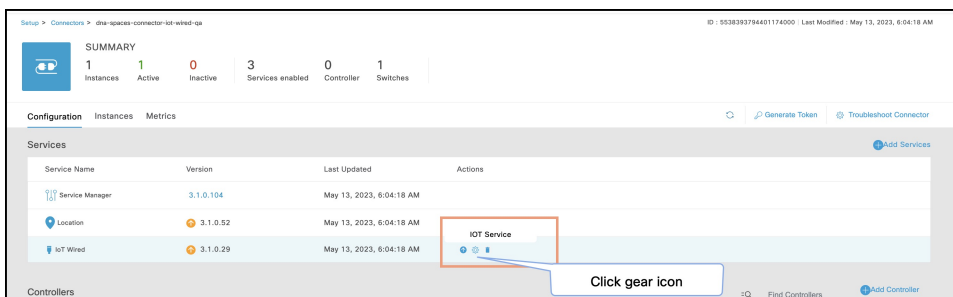 Setup > Connectors > dna-spaces-connector-iot-wired-qa
ID : 5538393794401174000 | Last Modified : May 13, 2023, 6:04:18 AM
SUMMARY
1 1 0 3 0 1
Instances Active Inactive Services enabled Controller Switches
Configuration Instances Metrics Generate Token Troubleshoot Connector
Services Add Services
Service Name Version Last Updated Actions
Service Manager 3.1.0.104 May 13, 2023, 6:04:18 AM
Location 3.1.0.52 May 13, 2023, 6:04:18 AM
IOT Service
IoT Wired 3.1.0.29 May 13, 2023, 6:04:18 AM
Click gear icon
Controllers Find Controllers Add Controller